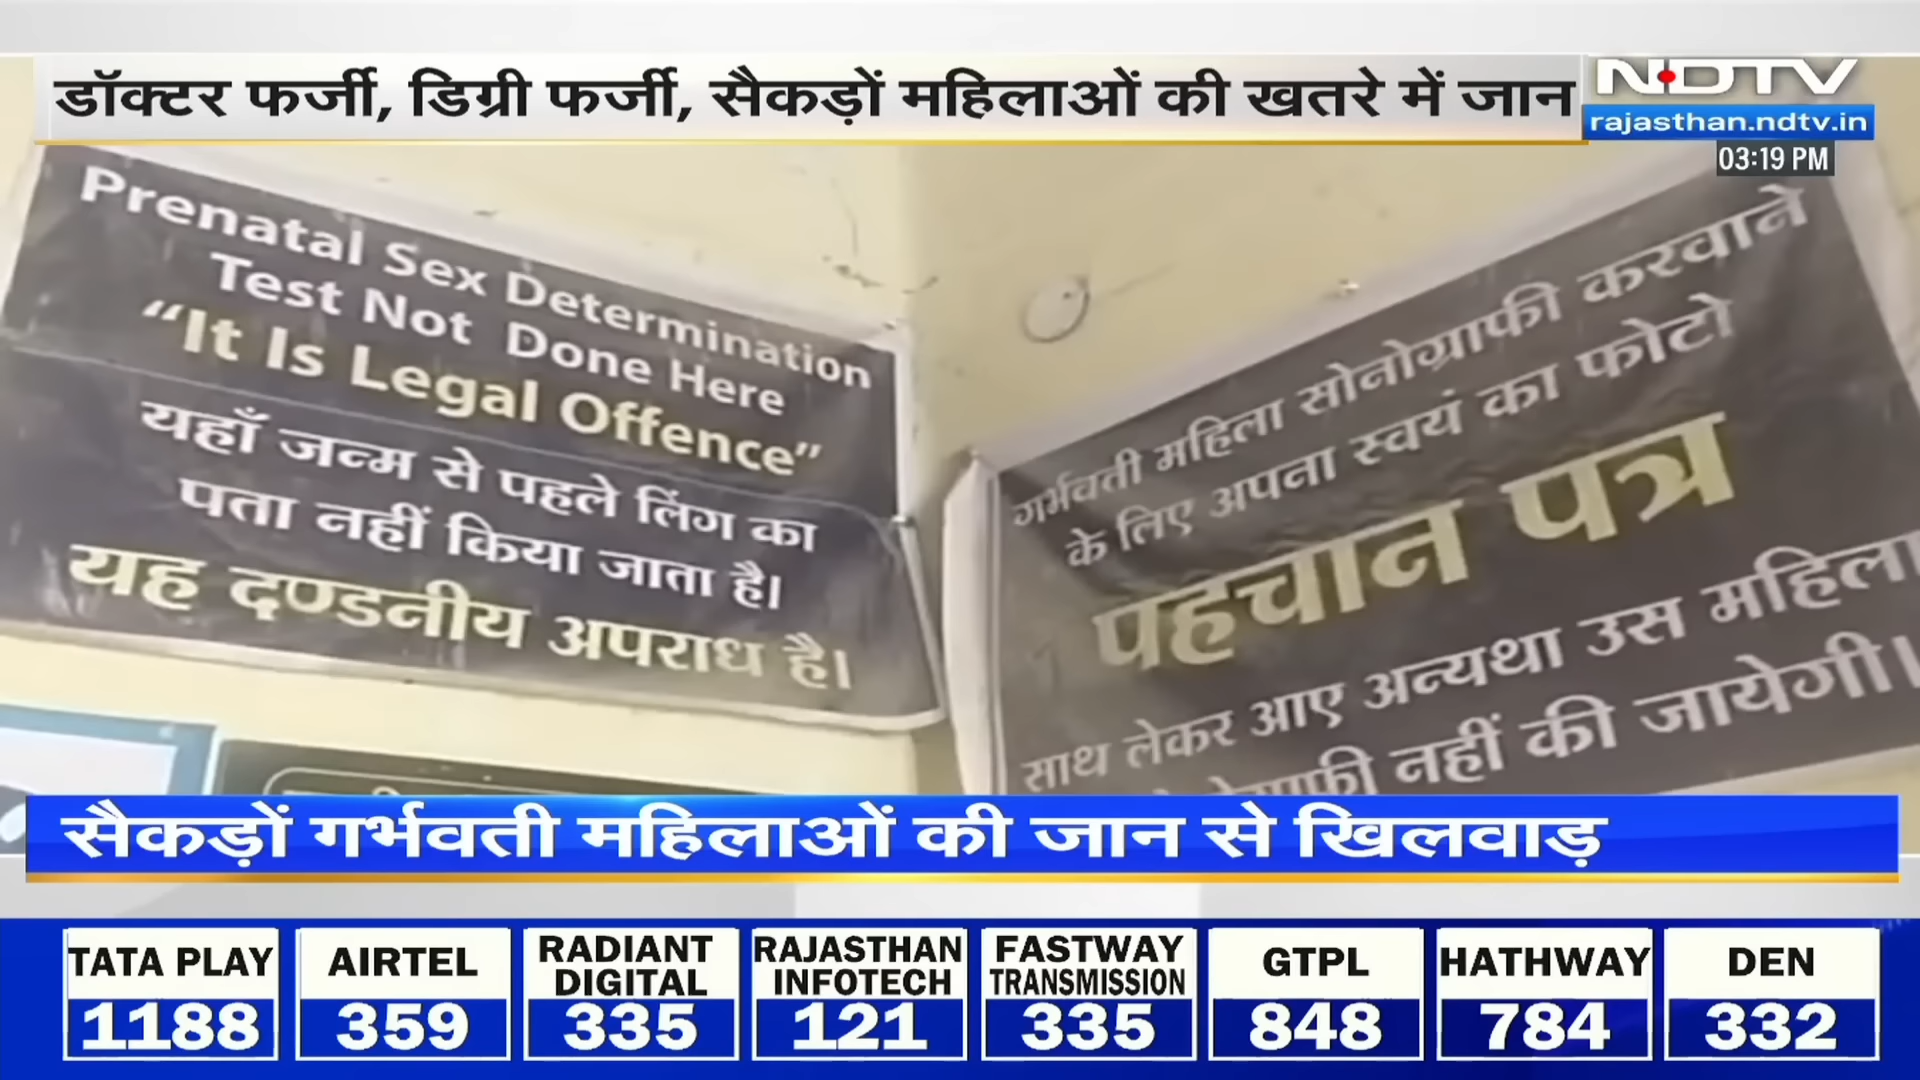 डॉक्टर फर्जी, डिग्री फर्जी, सैकड़ों महिलाओं की खतरे में जान
NDTV
rajasthan.ndtv.in
03:19 PM
Prenatal Sex Determination
Test Not Done Here
“It Is Legal Offence”
यहाँ जन्म से पहले लिंग का
पता नहीं किया जाता है।
यह दण्डनीय अपराध है।
गर्भवती महिला सोनोग्राफी करवाने
के लिए अपना स्वयं का फोटो
पहचान पत्र
साथ लेकर आए अन्यथा उस महिला
नहीं की जायेगी।
सैकड़ों गर्भवती महिलाओं की जान से खिलवाड़
TATA PLAY
1188
AIRTEL
359
RADIANT
DIGITAL
335
RAJASTHAN
INFOTECH
121
FASTWAY
TRANSMISSION
335
GTPL
848
HATHWAY
784
DEN
332